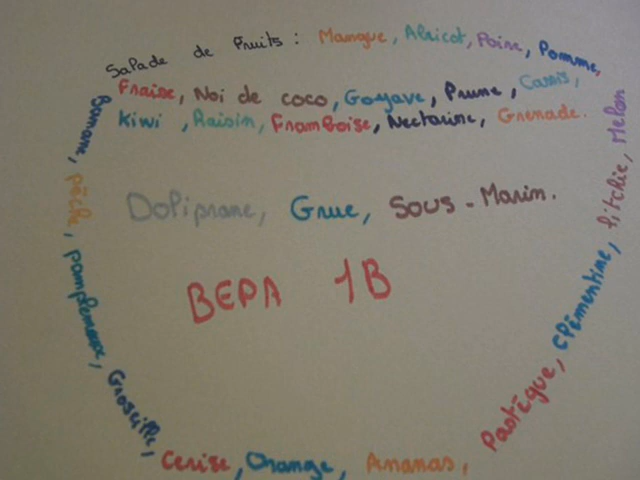 Salade de Fruits : Mangue, Abricot, Poire, Pomme,
Fraise, Noi de coco, Goyave, Prune, Cassis,
Kiwi , Raisin, Framboise, Nectarine, Grenade.
Banane, pêche, pamplemousse, Groseille,
Cerise, Orange, Ananas,
Pastèque, Clémentine, litchie, Melon
Doliprane, Grue, Sous - Marin.
BEPA 1B